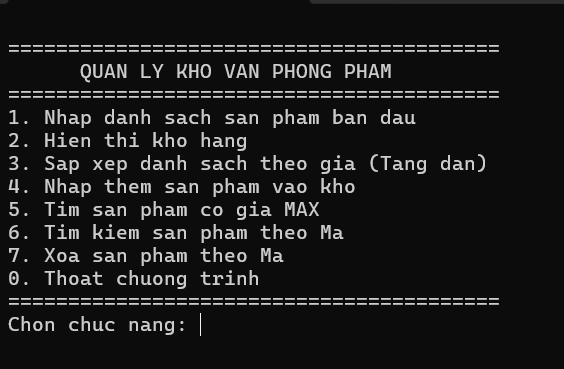 =========================================
QUAN LY KHO VAN PHONG PHAM
=========================================
1. Nhap danh sach san pham ban dau
2. Hien thi kho hang
3. Sap xep danh sach theo gia (Tang dan)
4. Nhap them san pham vao kho
5. Tim san pham co gia MAX
6. Tim kiem san pham theo Ma
7. Xoa san pham theo Ma
0. Thoat chuong trinh
=========================================
Chon chuc nang: